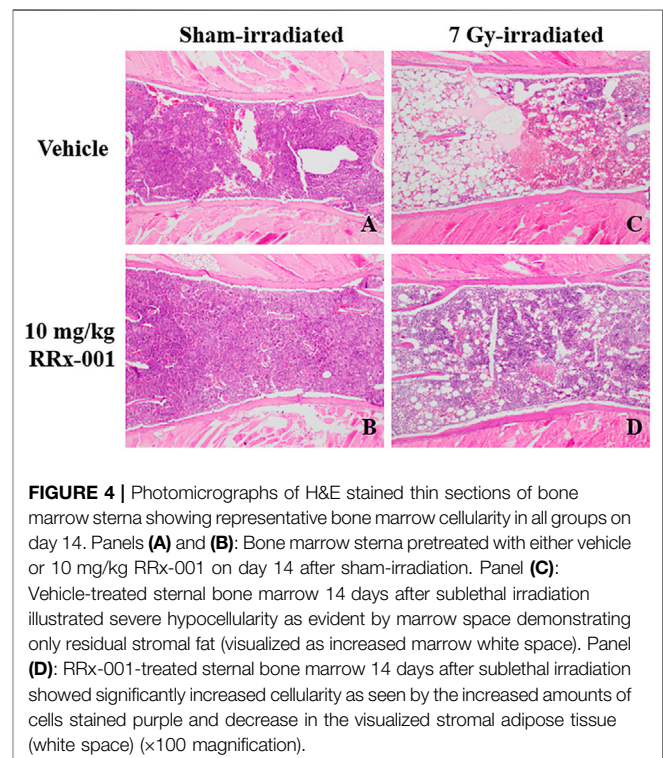 Sham-irradiated 7 Gy-irradiated
Vehicle
A C
10 mg/kg
RRx-001
B D
FIGURE 4 | Photomicrographs of H&E stained thin sections of bone
marrow sterna showing representative bone marrow cellularity in all groups on
day 14. Panels (A) and (B): Bone marrow sterna pretreated with either vehicle
or 10 mg/kg RRx-001 on day 14 after sham-irradiation. Panel (C):
Vehicle-treated sternal bone marrow 14 days after sublethal irradiation
illustrated severe hypocellularity as evident by marrow space demonstrating
only residual stromal fat (visualized as increased marrow white space). Panel
(D): RRx-001-treated sternal bone marrow 14 days after sublethal irradiation
showed significantly increased cellularity as seen by the increased amounts of
cells stained purple and decrease in the visualized stromal adipose tissue
(white space) (×100 magnification).